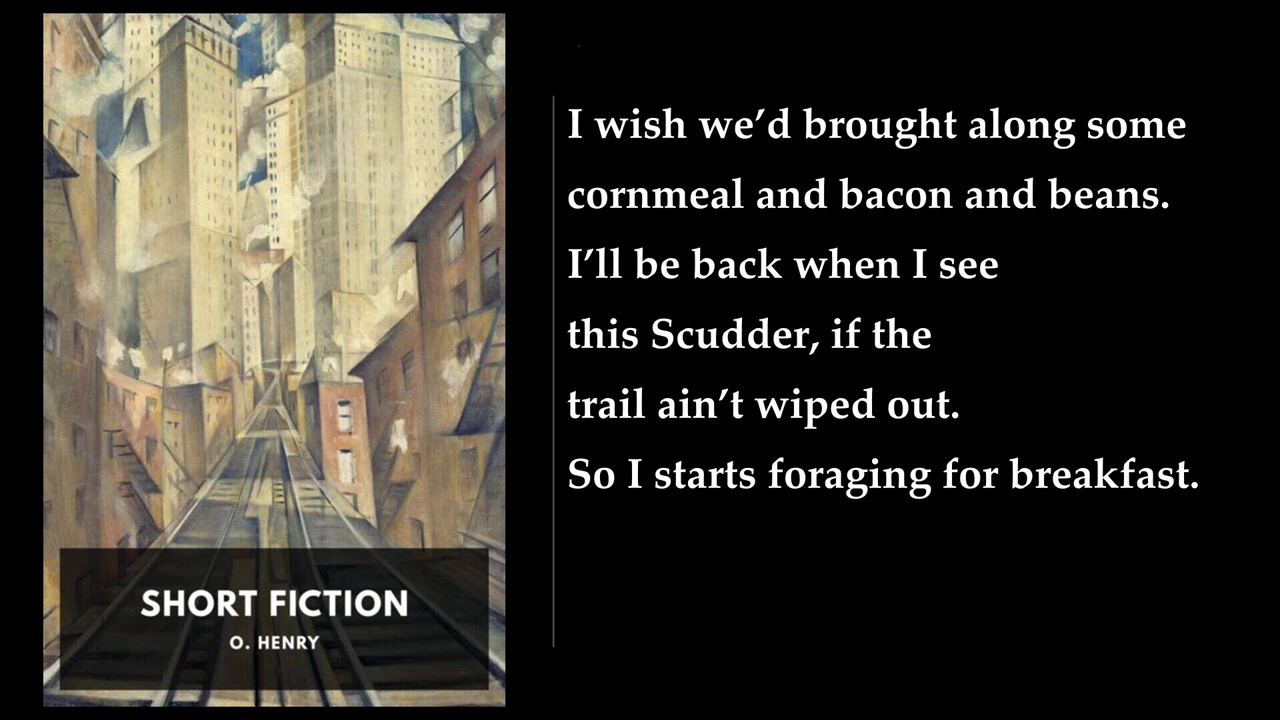 SHORT FICTION
O. HENRY
I wish we’d brought along some
cornmeal and bacon and beans.
I’ll be back when I see
this Scudder, if the
trail ain’t wiped out.
So I starts foraging for breakfast.